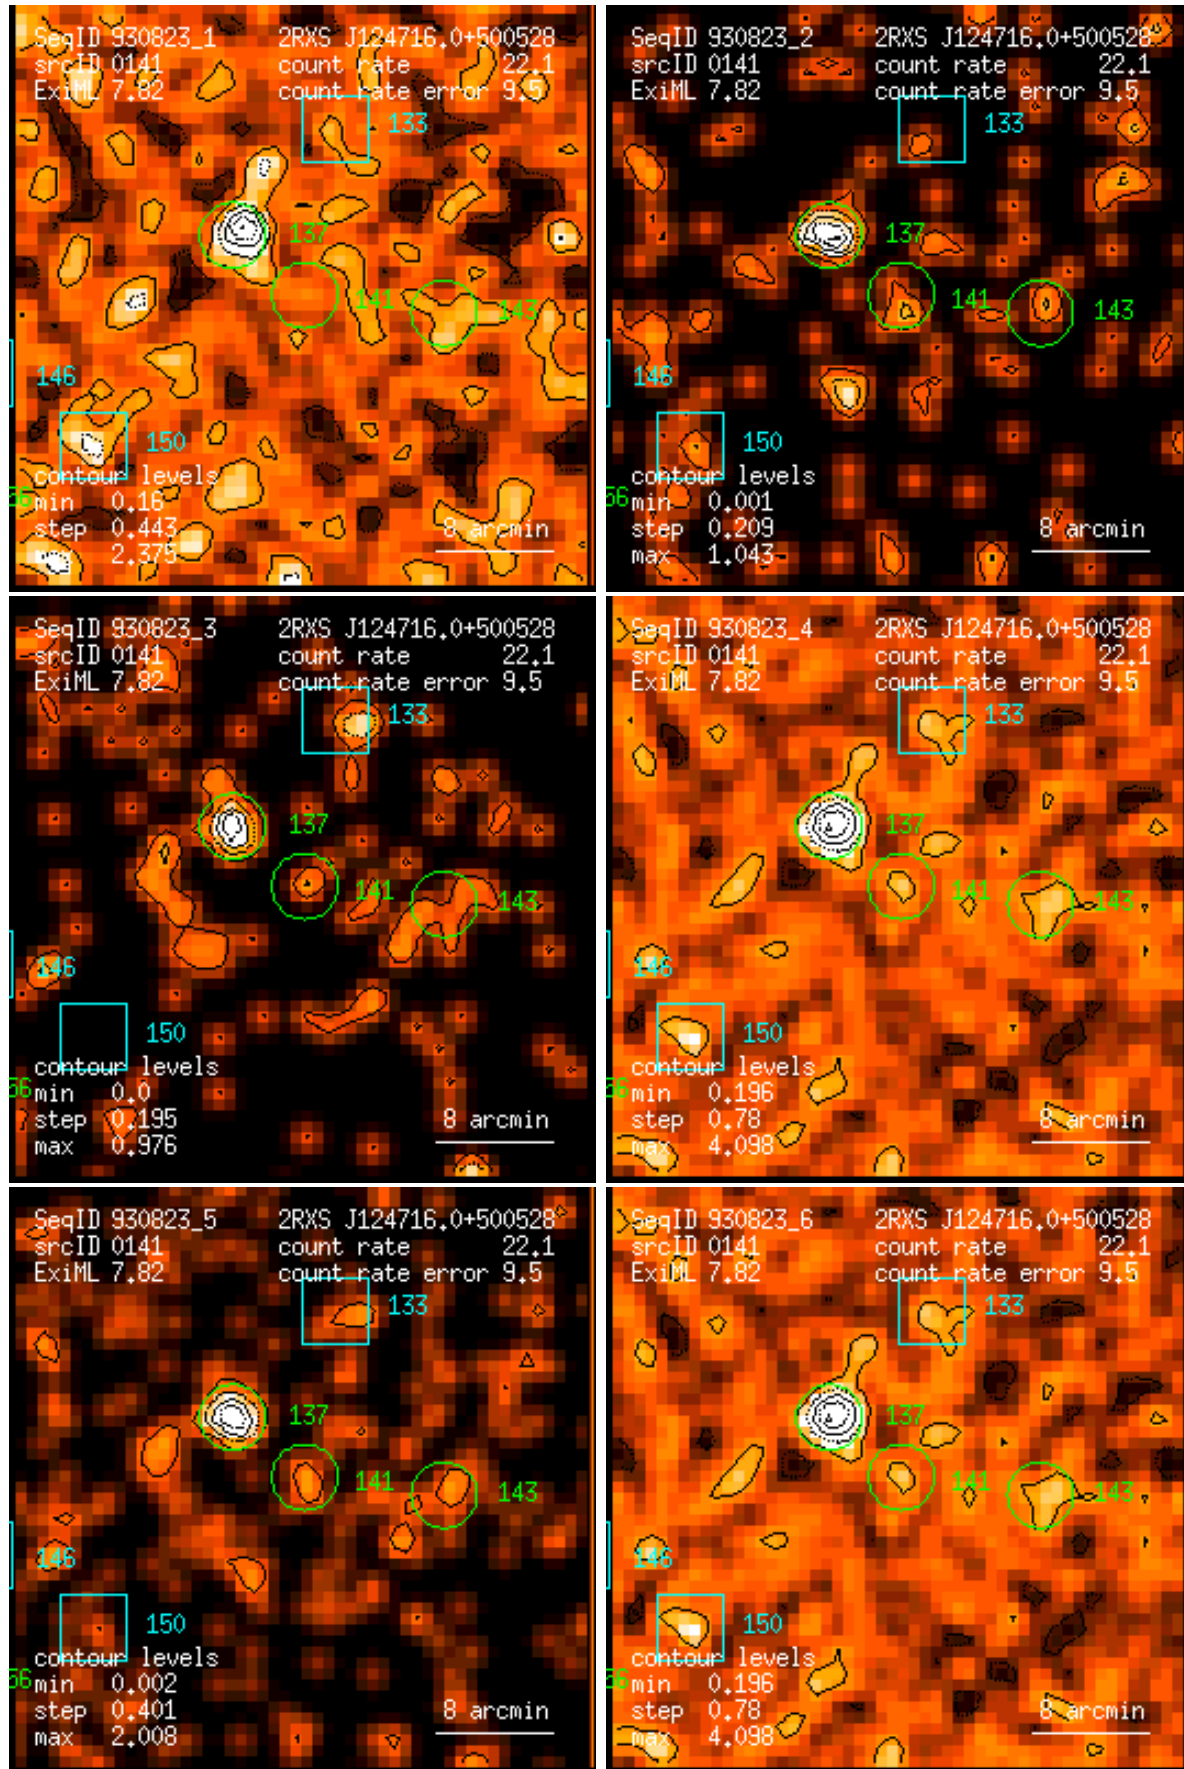 SeqID 930823_1 2RXS J124716.0+500528
srcID 0141 count rate 22.1
ExiML 7.82 count rate error 9.5
133
137
141
143
146
150
contour levels
56 min 0.16
step 0.443
2.375
8 arcmin
SeqID 930823_2 2RXS J124716.0+500528
srcID 0141 count rate 22.1
ExiML 7.82 count rate error 9.5
133
137
141
143
146
150
contour levels
56 min 0.001
step 0.209
max 1.043
8 arcmin
SeqID 930823_3 2RXS J124716.0+500528
srcID 0141 count rate 22.1
ExiML 7.82 count rate error 9.5
133
137
141
143
146
150
contour levels
56 min 0.0
step 0.195
max 0.976
8 arcmin
SeqID 930823_4 2RXS J124716.0+500528
srcID 0141 count rate 22.1
ExiML 7.82 count rate error 9.5
133
137
141
143
146
150
contour levels
56 min 0.196
step 0.78
max 4.098
8 arcmin
SeqID 930823_5 2RXS J124716.0+500528
srcID 0141 count rate 22.1
ExiML 7.82 count rate error 9.5
133
137
141
143
146
150
contour levels
56 min 0.002
step 0.401
max 2.008
8 arcmin
SeqID 930823_6 2RXS J124716.0+500528
srcID 0141 count rate 22.1
ExiML 7.82 count rate error 9.5
133
137
141
143
146
150
contour levels
56 min 0.196
step 0.78
max 4.098
8 arcmin